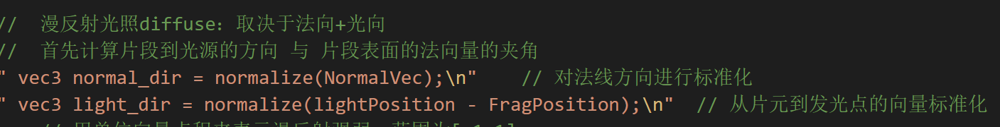 // 漫反射光照diffuse：取决于法向+光向
// 首先计算片段到光源的方向 与 片段表面的法向量的夹角
" vec3 normal_dir = normalize(NormalVec);\n" // 对法线方向进行标准化
" vec3 light_dir = normalize(lightPosition - FragPosition);\n" // 从片元到发光点的向量标准化